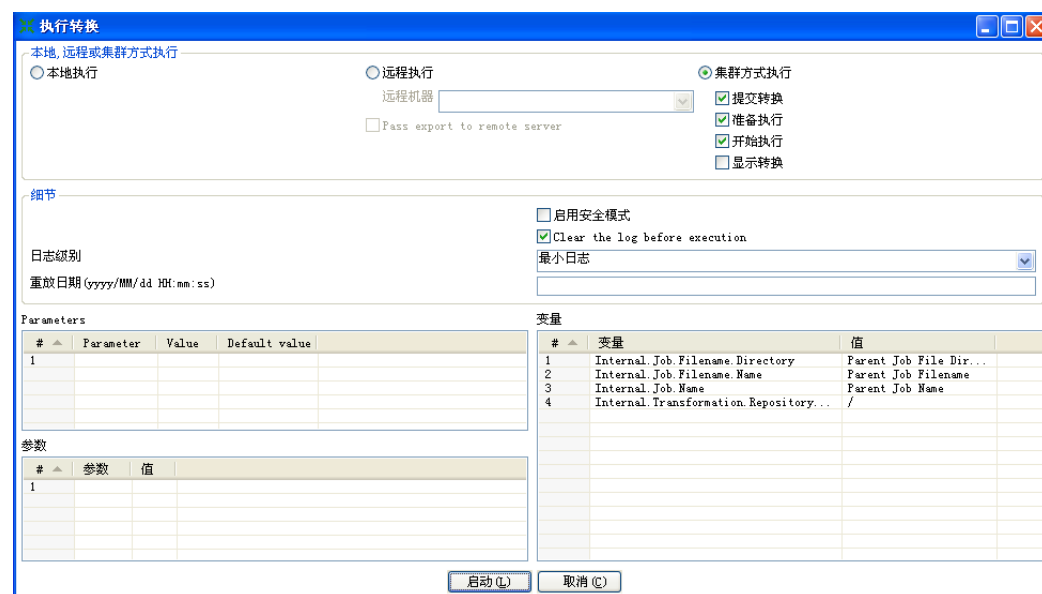 执行转换
本地,远程或集群方式执行
本地执行
远程执行
集群方式执行
远程机器
提交转换
Pass export to remote server
准备执行
开始执行
显示转换
细节
启用安全模式
Clear the log before execution
日志级别
最小日志
重放日期(yyyy/MM/dd HH:mm:ss)
Parameters
# Parameter Value Default value
1
参数
# 参数 值
1
变量
# 变量 值
1 Internal.Job.Filename.Directory Parent Job File Dir...
2 Internal.Job.Filename.Name Parent Job Filename
3 Internal.Job.Name Parent Job Name
4 Internal.Transformation.Repository... /
启动(L) 取消(C)